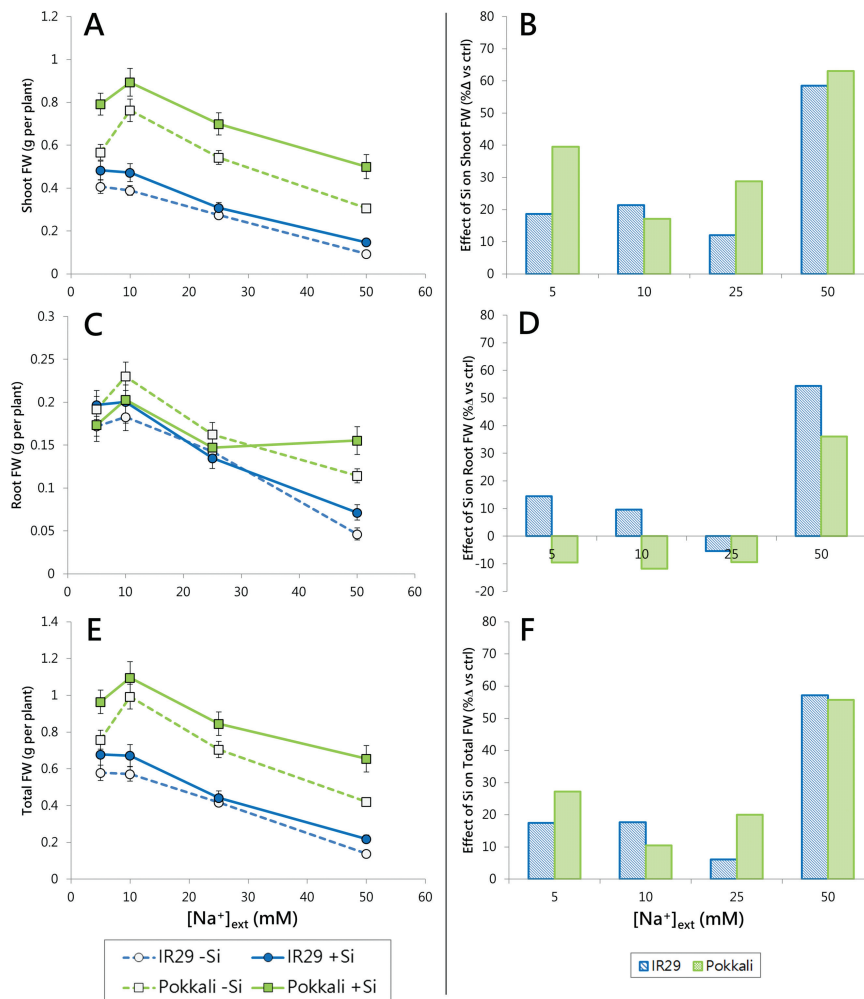 A
Shoot FW (g per plant)
1.2
1
0.8
0.6
0.4
0.2
0
0 10 20 30 40 50 60
B
Effect of Si on Shoot FW (%Δ vs ctrl)
80
70
60
50
40
30
20
10
0
5 10 25 50
C
Root FW (g per plant)
0.3
0.25
0.2
0.15
0.1
0.05
0
0 10 20 30 40 50 60
D
Effect of Si on Root FW (%Δ vs ctrl)
80
70
60
50
40
30
20
10
0
-10
-20
5 10 25 50
E
Total FW (g per plant)
1.4
1.2
1
0.8
0.6
0.4
0.2
0
0 10 20 30 40 50 60
[Na⁺]ext (mM)
F
Effect of Si on Total FW (%Δ vs ctrl)
80
70
60
50
40
30
20
10
0
5 10 25 50
[Na⁺]ext (mM)
IR29 -Si IR29 +Si
Pokkali -Si Pokkali +Si
IR29 Pokkali